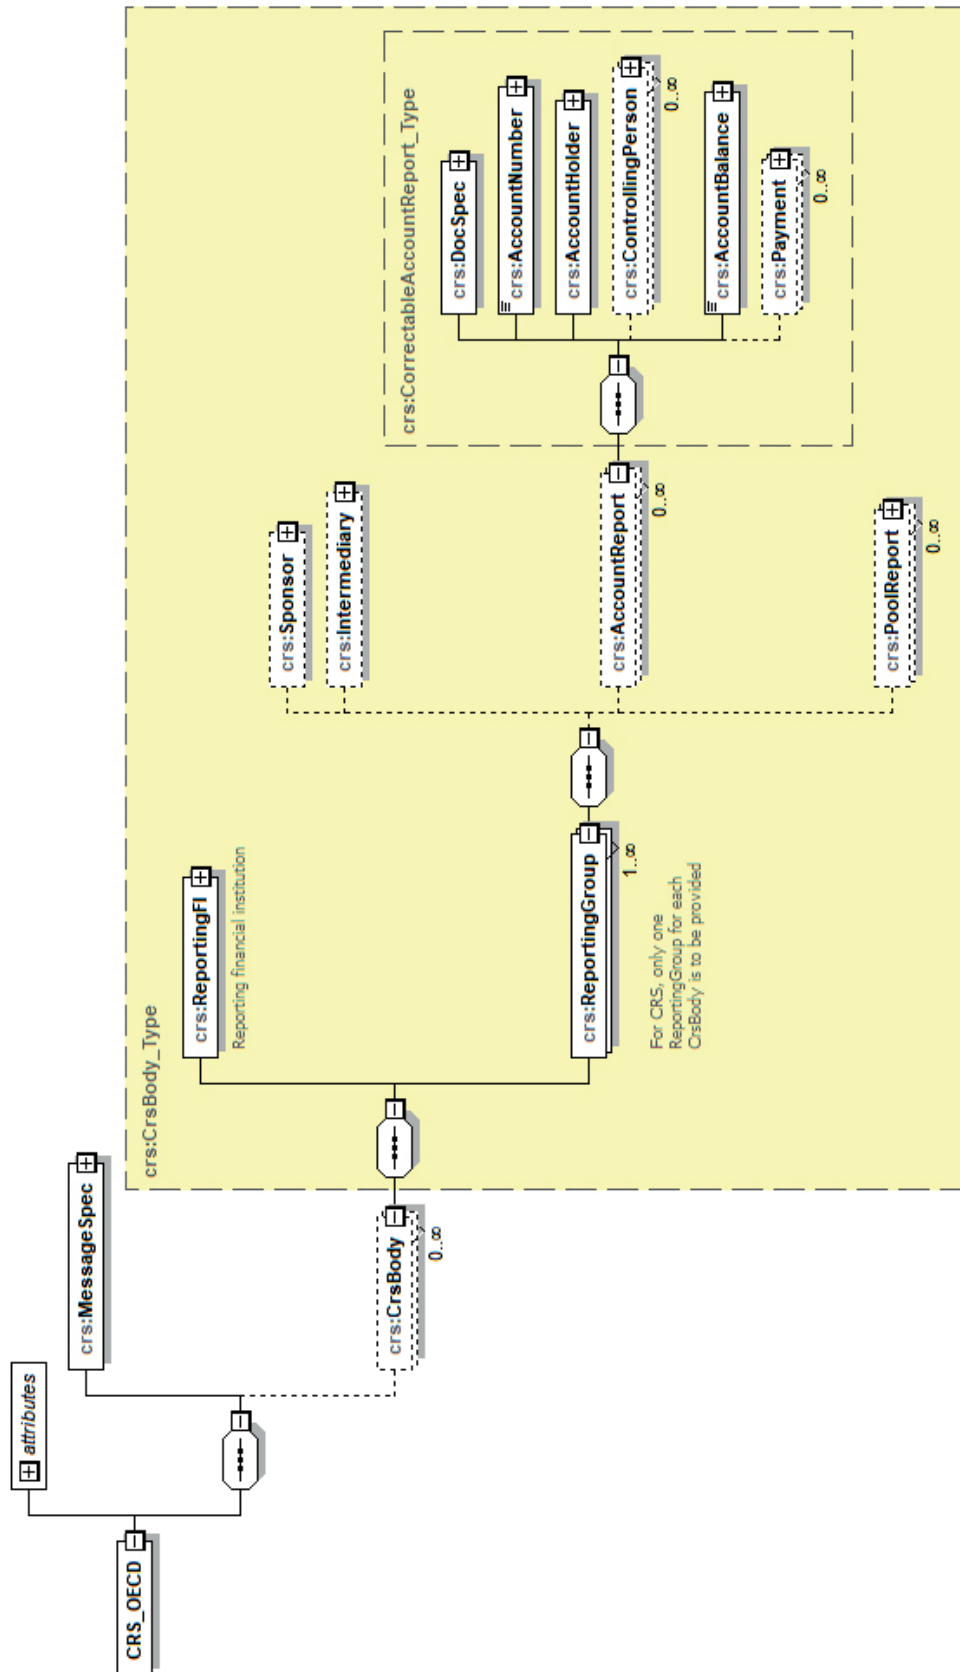 CRS_OECD
attributes
crs:MessageSpec
crs:CrsBody
0..∞
crs:CrsBody_Type
crs:ReportingFI
Reporting financial institution
crs:ReportingGroup
1..∞
For CRS, only one
ReportingGroup for each
CrsBody is to be provided
crs:Sponsor
crs:Intermediary
crs:AccountReport
0..∞
crs:PoolReport
0..∞
crs:CorrectableAccountReport_Type
crs:DocSpec
crs:AccountNumber
crs:AccountHolder
crs:ControllingPerson
0..∞
crs:AccountBalance
crs:Payment
0..∞